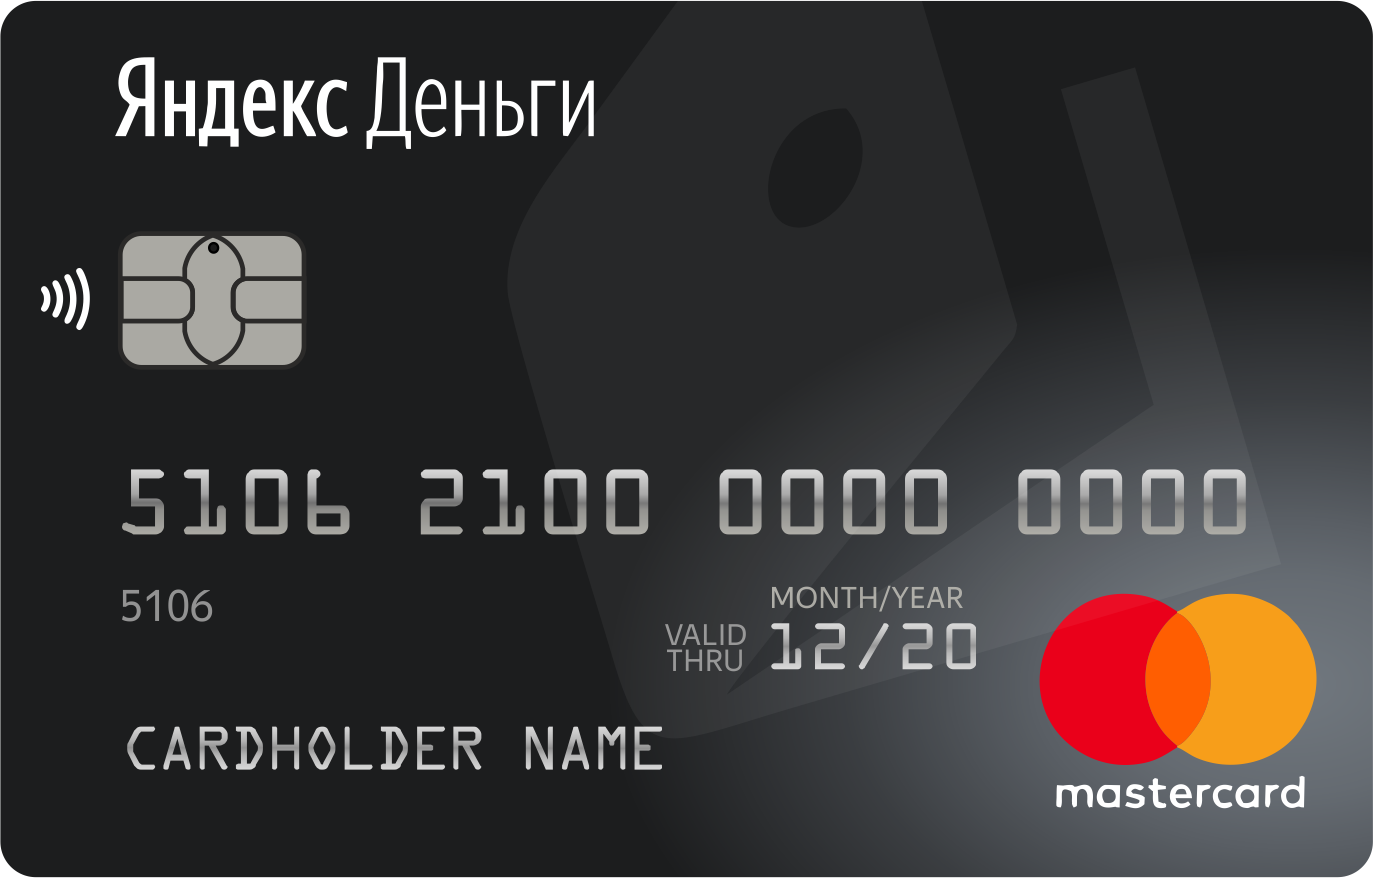 Яндекс Деньги
5106 2100 0000 0000
5106
MONTH/YEAR
VALID THRU 12/20
CARDHOLDER NAME
mastercard